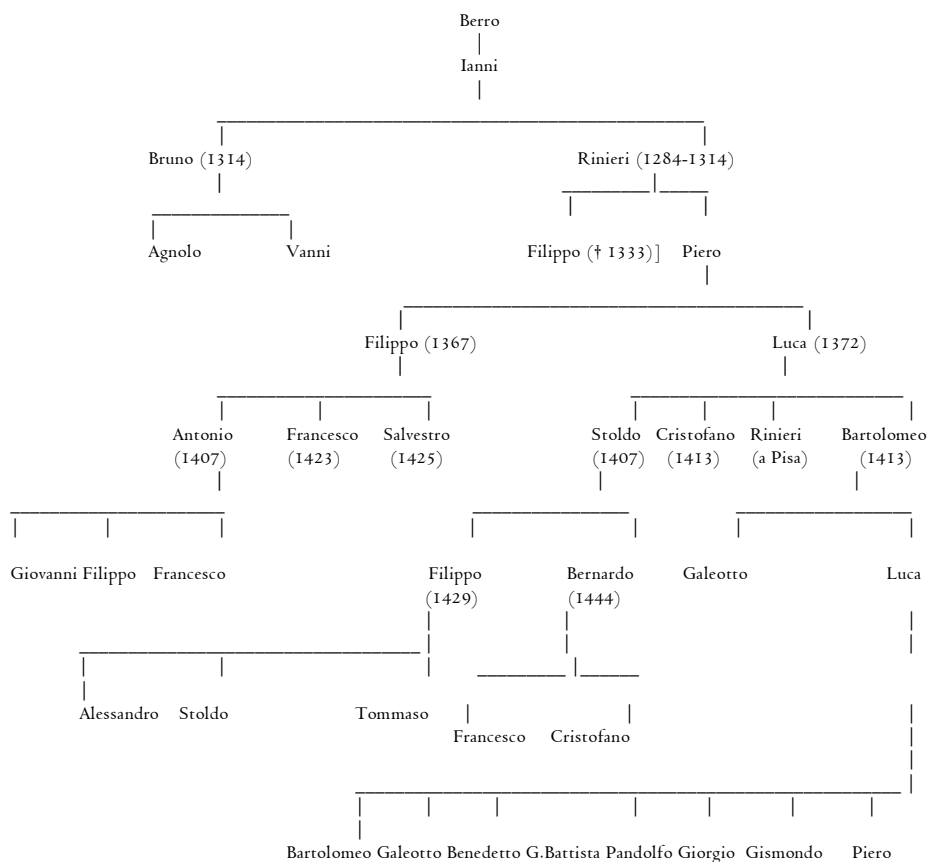 Berro
Ianni
Bruno (1314) Rinieri (1284-1314)
Agnolo Vanni Filippo († 1333)] Piero
Filippo (1367) Luca (1372)
Antonio Francesco Salvestro Stoldo Cristofano Rinieri Bartolomeo
(1407) (1423) (1425) (1407) (1413) (a Pisa) (1413)
Giovanni Filippo Francesco Filippo Bernardo Galeotto Luca
(1429) (1444)
Alessandro Stoldo Tommaso
Francesco Cristofano
Bartolomeo Galeotto Benedetto G.Battista Pandolfo Giorgio Gismondo Piero